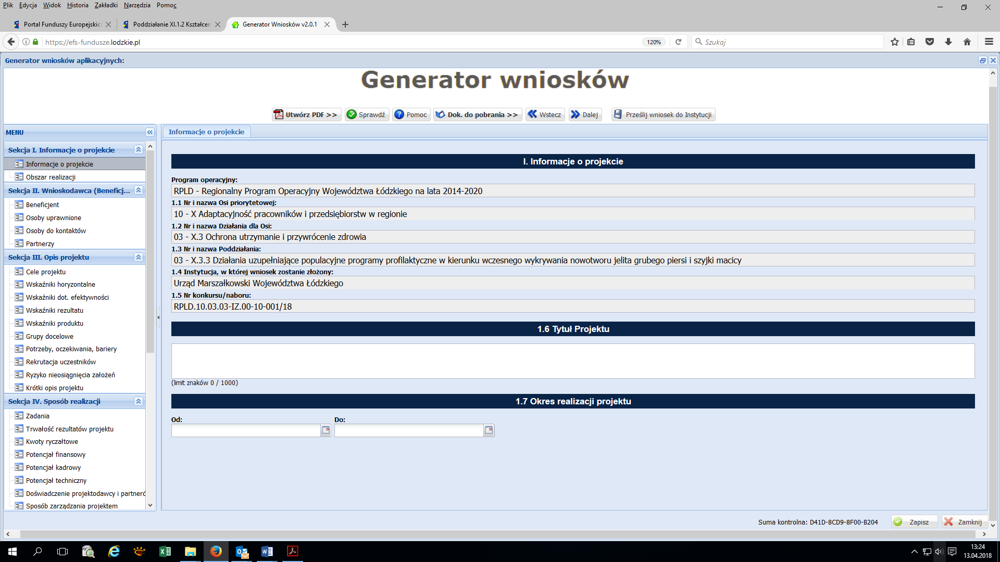 Plik Edycja Widok Historia Zakładki Narzędzia Pomoc
Portal Funduszy Europejskic
Poddziałanie XI.1.2 Kształcen
Generator Wniosków v2.0.1
https://efs-fundusze.lodzkie.pl
120%
Szukaj
Generator wniosków aplikacyjnych:
Generator wniosków
Utwórz PDF >> Sprawdź Pomoc Dok. do pobrania >> Wstecz Dalej Prześlij wniosek do Instytucji
MENU
Sekcja I. Informacje o projekcie
Informacje o projekcie
Obszar realizacji
Sekcja II. Wnioskodawca (Beneficj...
Beneficjent
Osoby uprawnione
Osoby do kontaktów
Partnerzy
Sekcja III. Opis projektu
Cele projektu
Wskaźniki horyzontalne
Wskaźniki dot. efektywności
Wskaźniki rezultatu
Wskaźniki produktu
Grupy docelowe
Potrzeby, oczekiwania, bariery
Rekrutacja uczestników
Ryzyko nieosiągnięcia założeń
Krótki opis projektu
Sekcja IV. Sposób realizacji
Zadania
Trwałość rezultatów projektu
Kwoty ryczałtowe
Potencjał finansowy
Potencjał kadrowy
Potencjał techniczny
Doświadczenie projektodawcy i partneró
Sposób zarządzania projektem
Informacje o projekcie
I. Informacje o projekcie
Program operacyjny:
RPLD - Regionalny Program Operacyjny Województwa Łódzkiego na lata 2014-2020
1.1 Nr i nazwa Osi priorytetowej:
10 - X Adaptacyjność pracowników i przedsiębiorstw w regionie
1.2 Nr i nazwa Działania dla Osi:
03 - X.3 Ochrona utrzymanie i przywrócenie zdrowia
1.3 Nr i nazwa Poddziałania:
03 - X.3.3 Działania uzupełniające populacyjne programy profilaktyczne w kierunku wczesnego wykrywania nowotworu jelita grubego piersi i szyjki macicy
1.4 Instytucja, w której wniosek zostanie złożony:
Urząd Marszałkowski Województwa Łódzkiego
1.5 Nr konkursu/naboru:
RPLD.10.03.03-IZ.00-10-001/18
1.6 Tytuł Projektu
(limit znaków 0 / 1000)
1.7 Okres realizacji projektu
Od: Do:
Suma kontrolna: D41D-8CD9-8F00-B204 Zapisz Zamknij
13:24
13.04.2018